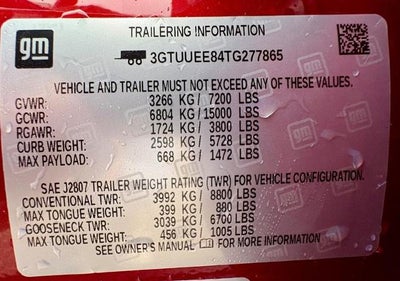 TRAILERING INFORMATION
gm
3GTUUEE84TG277865
VEHICLE AND TRAILER MUST NOT EXCEED ANY OF THESE VALUES.
GVWR: 3266 KG / 7200 LBS
GCWR: 6804 KG / 15000 LBS
RGAWR: 1724 KG / 3800 LBS
CURB WEIGHT: 2598 KG / 5728 LBS
MAX PAYLOAD: 668 KG / 1472 LBS
SAE J2807 TRAILER WEIGHT RATING (TWR) FOR VEHICLE CONFIGURATION.
CONVENTIONAL TWR: 3992 KG / 8800 LBS
MAX TONGUE WEIGHT: 399 KG / 880 LBS
GOOSENECK TWR: 3039 KG / 6700 LBS
MAX TONGUE WEIGHT: 456 KG / 1005 LBS
SEE OWNER'S MANUAL FOR MORE INFORMATION